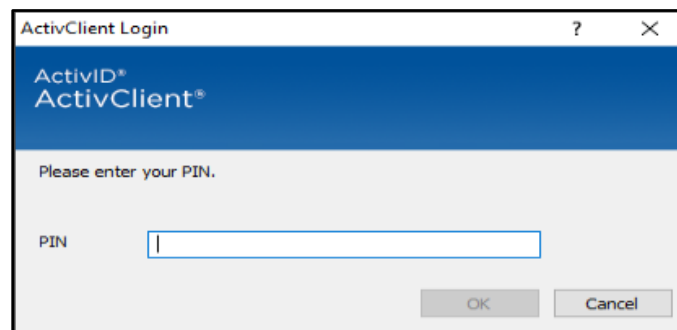 ActivClient Login ?
ActivID®
ActivClient®
Please enter your PIN.
PIN
OK Cancel